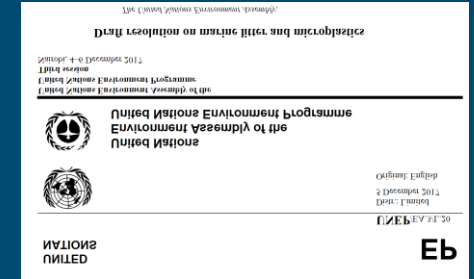 UNITED
NATIONS
EP
UNEP/EA.3/L.20
Distr.: Limited
5 December 2017
Original: English
United Nations
Environment Assembly of the
United Nations Environment Programme
United Nations Environment Assembly of the
United Nations Environment Programme
Third session
Nairobi, 4–6 December 2017
Draft resolution on marine litter and microplastics
The United Nations Environment Assembly,